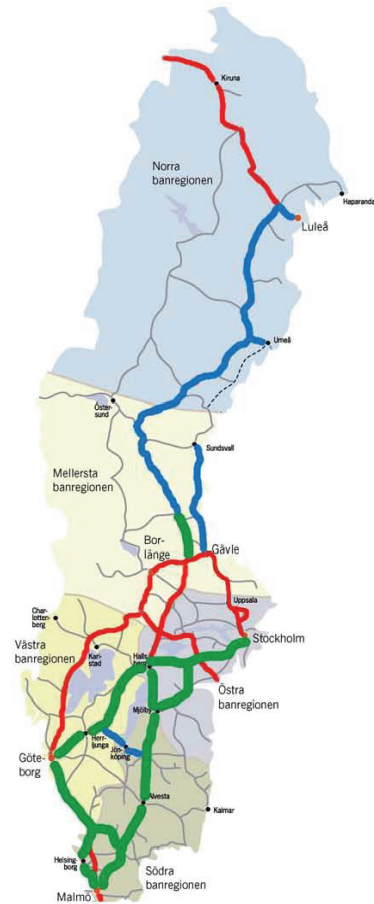 Kiruna
Norra
banregionen
Haparanda
Luleå
Umeå
Öster-
sund
Sundsvall
Mellersta
banregionen
Bor-
länge
Gävle
Uppsala
Char-
lotten-
berg
Stockholm
Västra
banregionen
Karl-
stad
Halls
berg
Östra
banregionen
Mjölby
Herr-
ljunga
Jön-
köping
Göte-
borg
Alvesta
Kalmar
Helsing-
borg
Södra
banregionen
Malmö